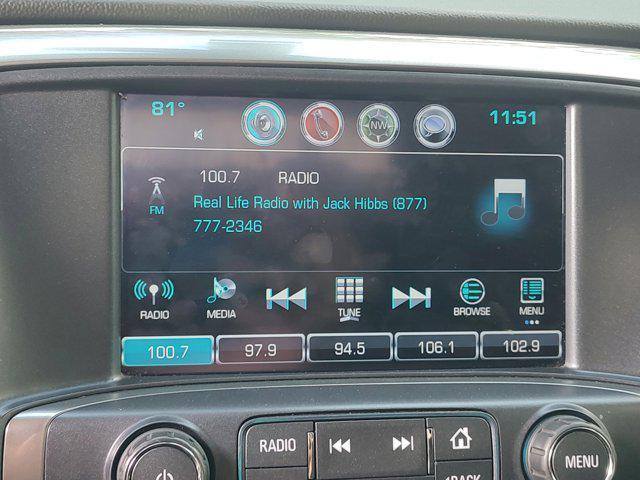 81° 11:51
NW
100.7 RADIO
FM
Real Life Radio with Jack Hibbs (877)
777-2346
RADIO MEDIA TUNE BROWSE MENU
100.7 97.9 94.5 106.1 102.9
RADIO
MENU
BACK